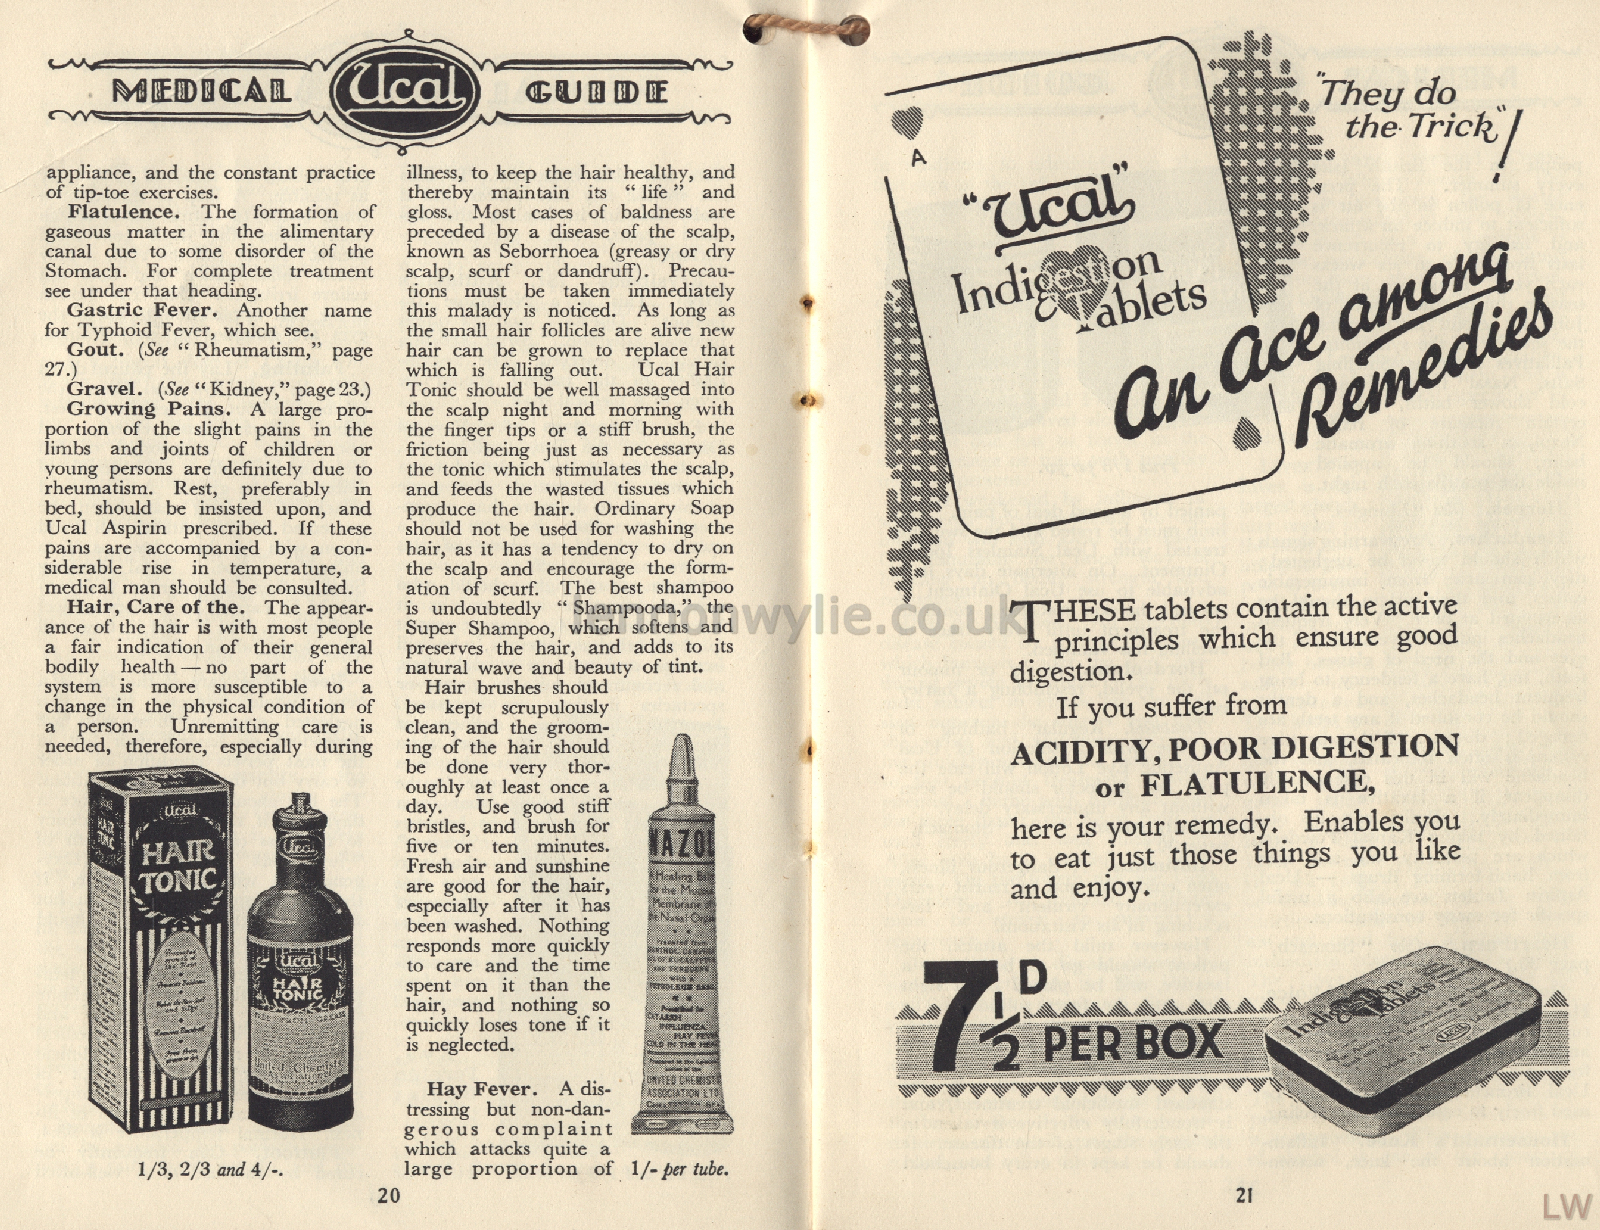 MEDICAL Ucal GUIDE
appliance, and the constant practice
of tip-toe exercises.
Flatulence. The formation of
gaseous matter in the alimentary
canal due to some disorder of the
Stomach. For complete treatment
see under that heading.
Gastric Fever. Another name
for Typhoid Fever, which see.
Gout. (See “Rheumatism,” page
27.)
Gravel. (See “Kidney,” page 23.)
Growing Pains. A large pro-
portion of the slight pains in the
limbs and joints of children or
young persons are definitely due to
rheumatism. Rest, preferably in
bed, should be insisted upon, and
Ucal Aspirin prescribed. If these
pains are accompanied by a con-
siderable rise in temperature, a
medical man should be consulted.
Hair, Care of the. The appear-
ance of the hair is with most people
a fair indication of their general
bodily health — no part of the
system is more susceptible to a
change in the physical condition of
a person. Unremitting care is
needed, therefore, especially during
Ucal
HAIR
TONIC
Ucal
Ucal
HAIR
TONIC
1/3, 2/3 and 4/-.
illness, to keep the hair healthy, and
thereby maintain its “life” and
gloss. Most cases of baldness are
preceded by a disease of the scalp,
known as Seborrhoea (greasy or dry
scalp, scurf or dandruff). Precau-
tions must be taken immediately
this malady is noticed. As long as
the small hair follicles are alive new
hair can be grown to replace that
which is falling out. Ucal Hair
Tonic should be well massaged into
the scalp night and morning with
the finger tips or a stiff brush, the
friction being just as necessary as
the tonic which stimulates the scalp,
and feeds the wasted tissues which
produce the hair. Ordinary Soap
should not be used for washing the
hair, as it has a tendency to dry on
the scalp and encourage the form-
ation of scurf. The best shampoo
is undoubtedly “Shampooda,” the
Super Shampoo, which softens and
preserves the hair, and adds to its
natural wave and beauty of tint.
Hair brushes should
be kept scrupulously
clean, and the groom-
ing of the hair should
be done very thor-
oughly at least once a
day. Use good stiff
bristles, and brush for
five or ten minutes.
Fresh air and sunshine
are good for the hair,
especially after it has
been washed. Nothing
responds more quickly
to care and the time
spent on it than the
hair, and nothing so
quickly loses tone if it
is neglected.
Hay Fever. A dis-
tressing but non-dan-
gerous complaint
which attacks quite a
large proportion of
NAZOL
Membrane of
the Nasal Organ
INFLUENZA
HAY FEVER
COLD IN THE HEAD
UNITED CHEMISTS
ASSOCIATION LTD
1/- per tube.
20
lennonwylie.co.uk
“They do
the Trick”!
A
“Ucal”
Indigestion
Tablets
An Ace among
Remedies
THESE tablets contain the active
principles which ensure good
digestion.
If you suffer from
ACIDITY, POOR DIGESTION
or FLATULENCE,
here is your remedy. Enables you
to eat just those things you like
and enjoy.
7½D PER BOX
Indigestion
Tablets
21
LW